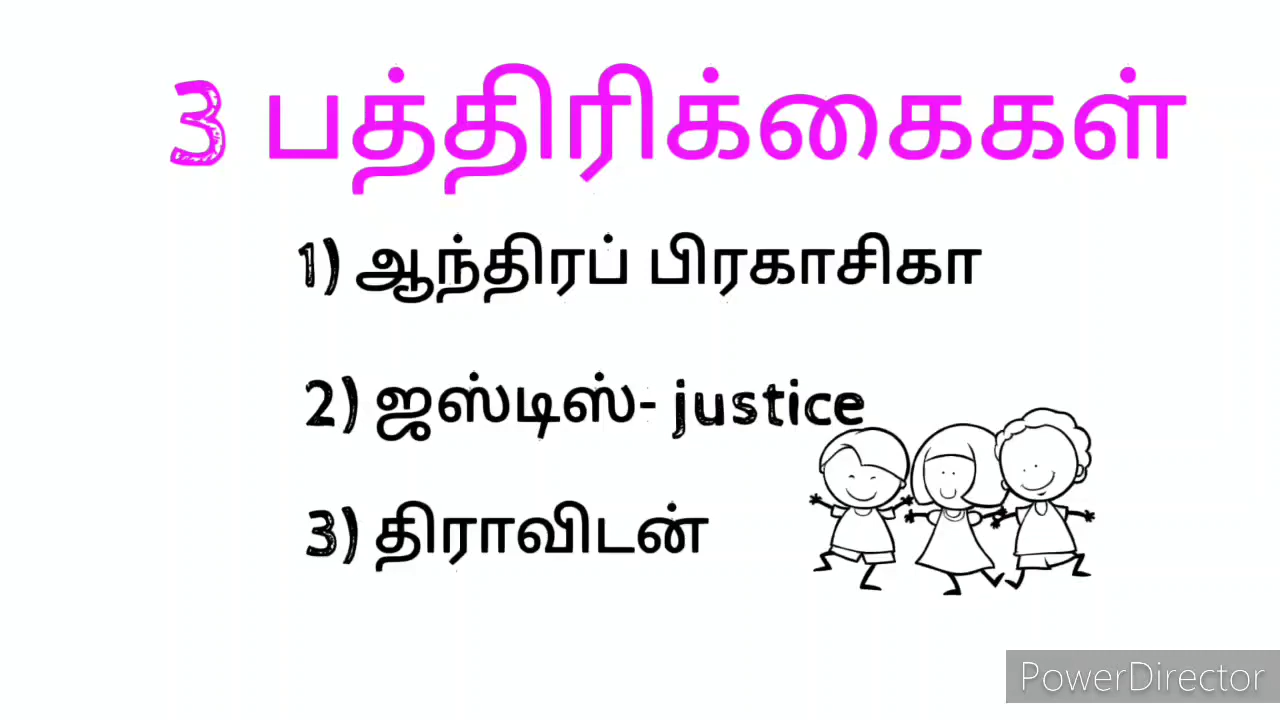 3 பத்திரிக்கைகள்
1) ஆந்திரப் பிரகாசிகா
2) ஜஸ்டிஸ்- justice
3) திராவிடன்
PowerDirector